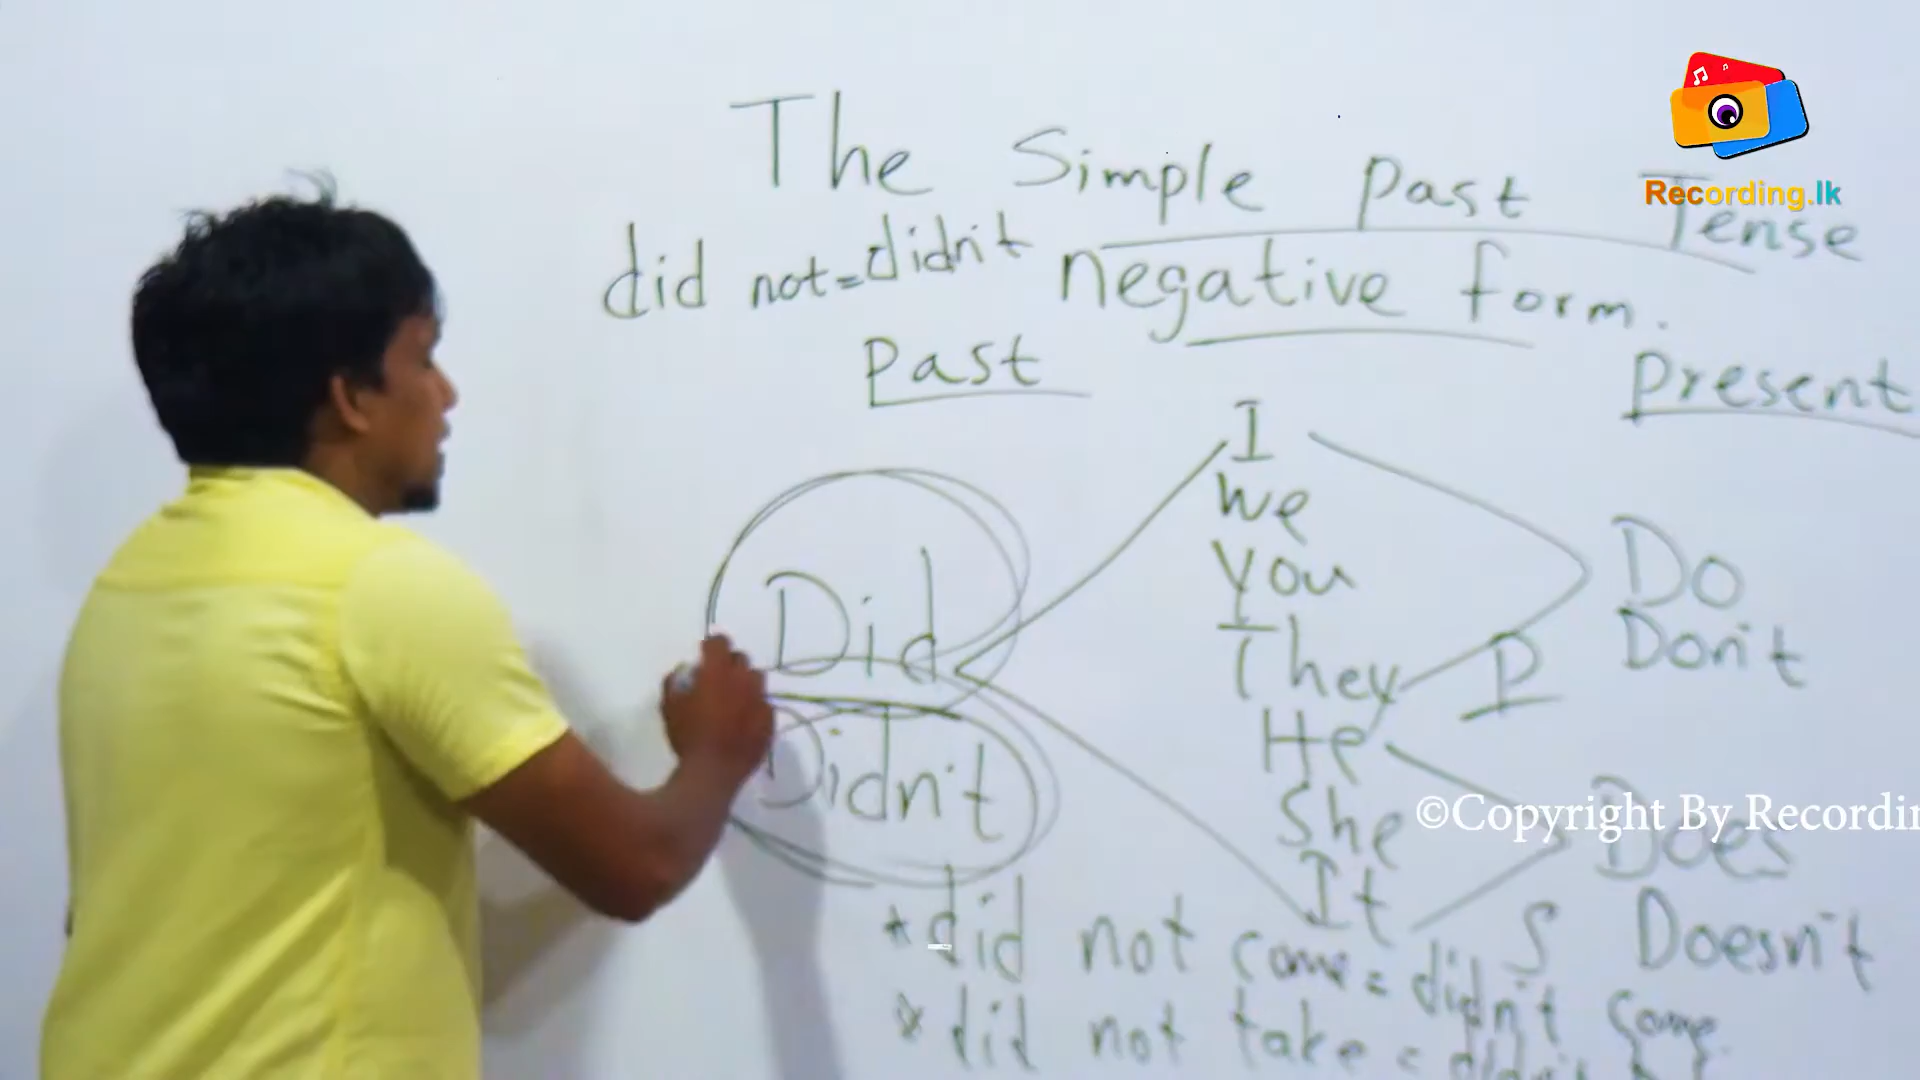 The Simple past Tense
did not = didn't negative form.
past
present
I
We
You
They
He
She
It
Did
Didn't
Do
Don't
P
Does
Doesn't
S
* did not come = didn't come
* did not take = didn't
Recording.lk
©Copyright By Recordin